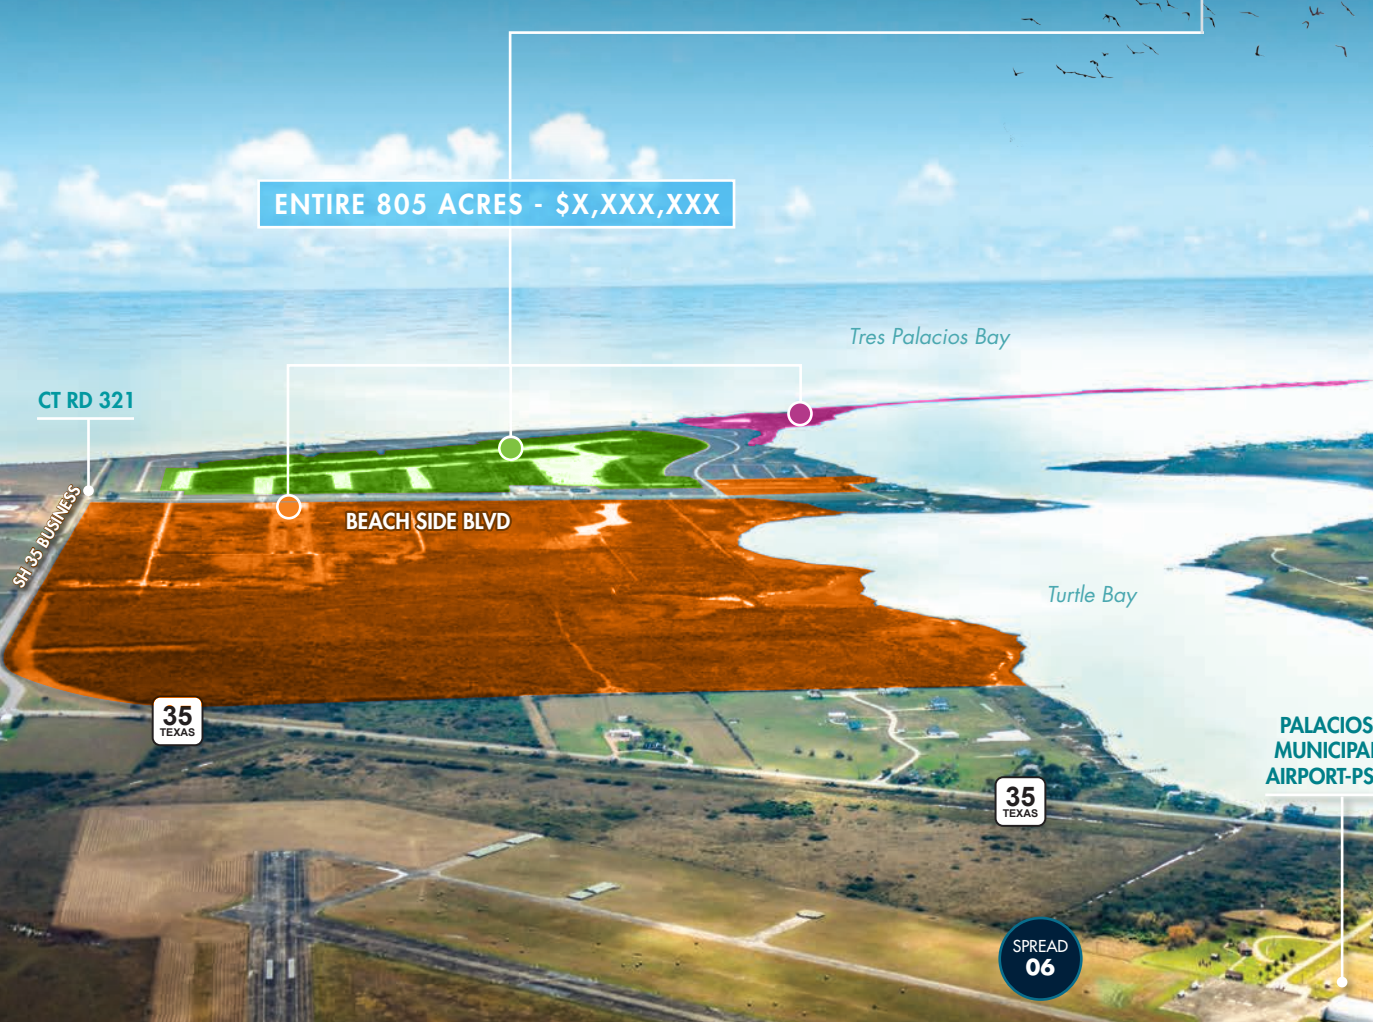 ENTIRE 805 ACRES - $X,XXX,XXX
Tres Palacios Bay
CT RD 321
SH 35 BUSINESS
BEACH SIDE BLVD
Turtle Bay
35
TEXAS
PALACIOS
MUNICIPAL
AIRPORT-PS
35
TEXAS
SPREAD
06